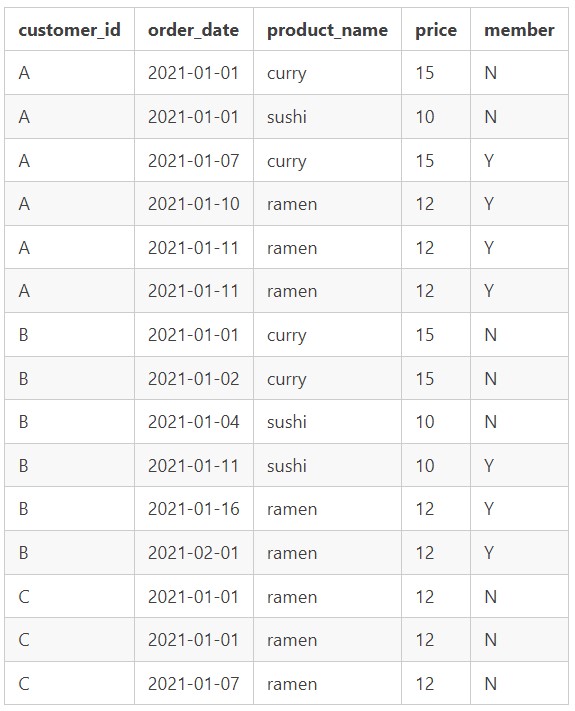 customer_id order_date product_name price member
A 2021-01-01 curry 15 N
A 2021-01-01 sushi 10 N
A 2021-01-07 curry 15 Y
A 2021-01-10 ramen 12 Y
A 2021-01-11 ramen 12 Y
A 2021-01-11 ramen 12 Y
B 2021-01-01 curry 15 N
B 2021-01-02 curry 15 N
B 2021-01-04 sushi 10 N
B 2021-01-11 sushi 10 Y
B 2021-01-16 ramen 12 Y
B 2021-02-01 ramen 12 Y
C 2021-01-01 ramen 12 N
C 2021-01-01 ramen 12 N
C 2021-01-07 ramen 12 N